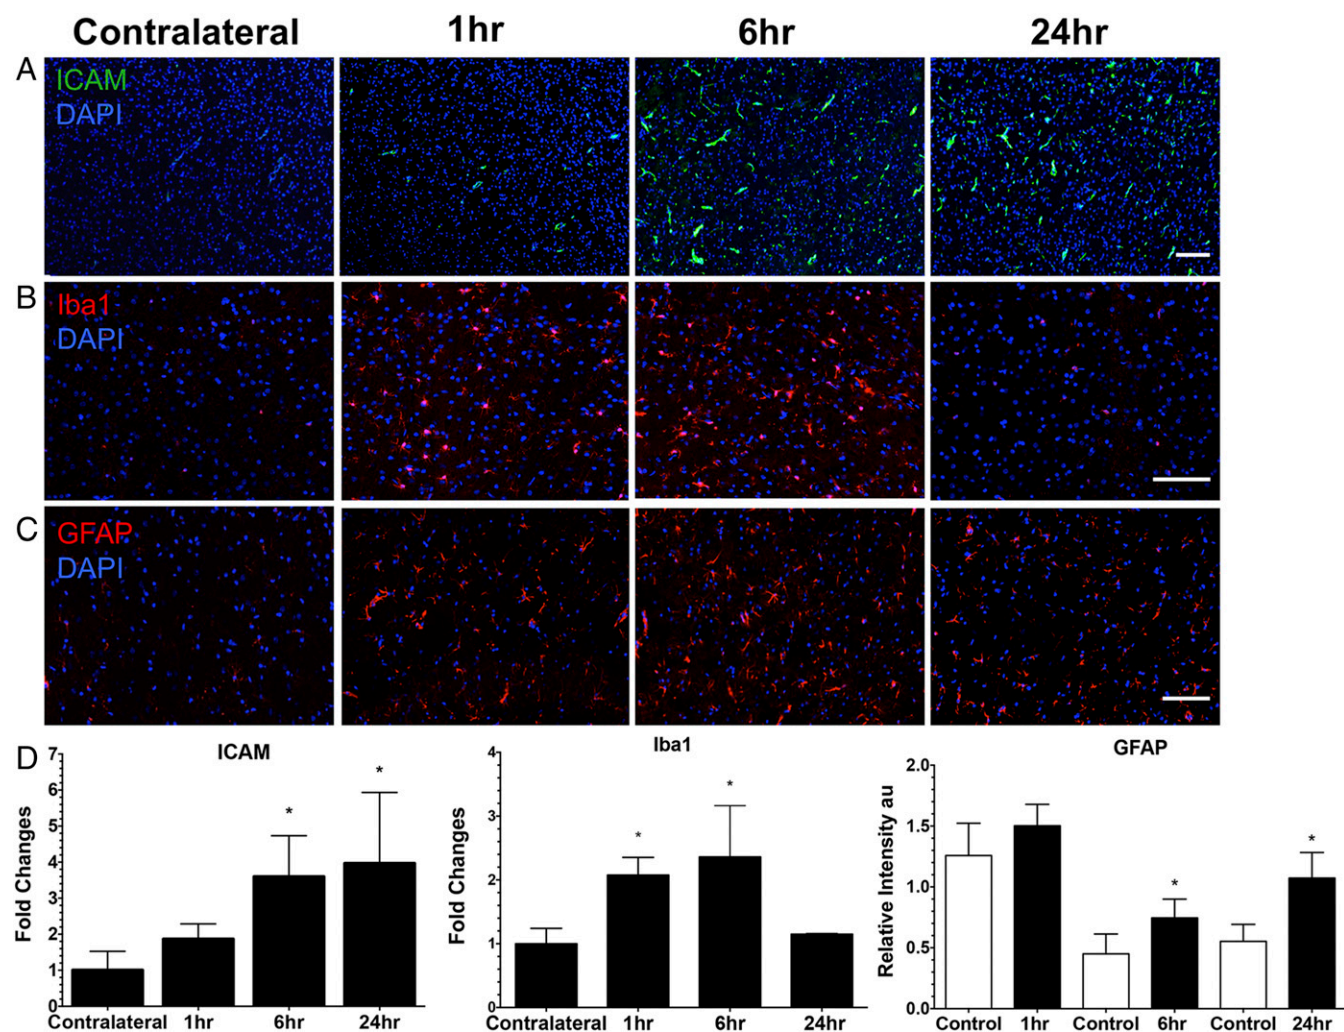 Contralateral 1hr 6hr 24hr
A
ICAM
DAPI
B
Iba1
DAPI
C
GFAP
DAPI
D
ICAM
Fold Changes
7
6
5
4
3
2
1
0
*
*
Contralateral 1hr 6hr 24hr
Iba1
Fold Changes
4
3
2
1
0
*
*
Contralateral 1hr 6hr 24hr
GFAP
Relative Intensity au
2.0
1.5
1.0
0.5
0.0
*
*
Control 1hr Control 6hr Control 24hr